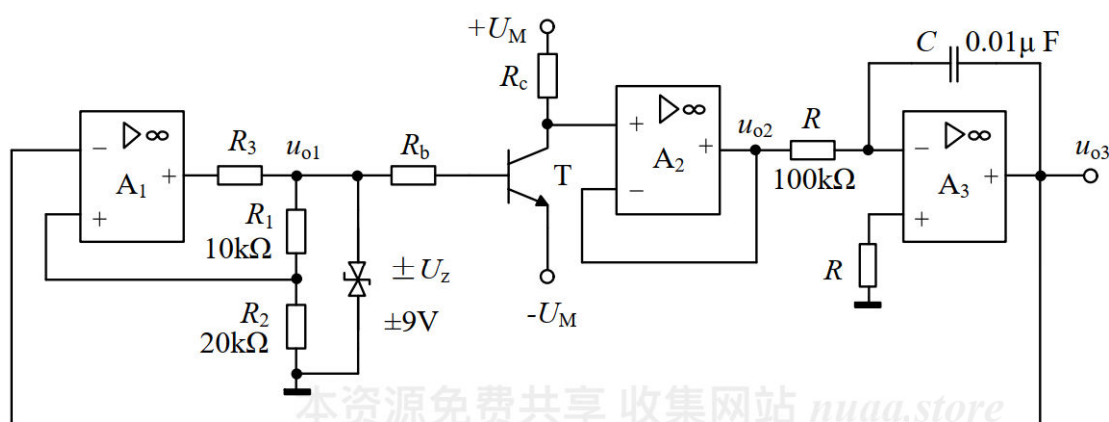 +U_M
C 0.01μ F
R_c
▷∞
▷∞
▷∞
R_3
u_o1
R_b
+
u_o2
R
−
u_o3
−
A_1
+
T
A_2
+
100kΩ
A_3
+
+
R_1
−
+
10kΩ
± U_z
R
R_2
±9V
-U_M
20kΩ
本资源免费共享 收集网站 nuaa.store